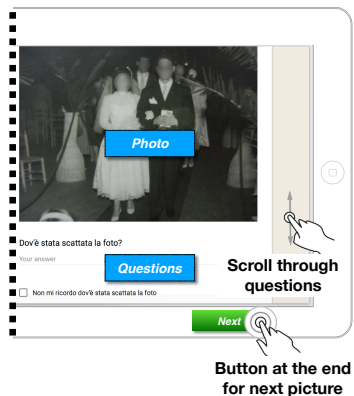 Photo
Dov'è stata scattata la foto?
Your answer
Questions
Non mi ricordo dov'è stata scattata la foto
Scroll through
questions
Next
Button at the end
for next picture